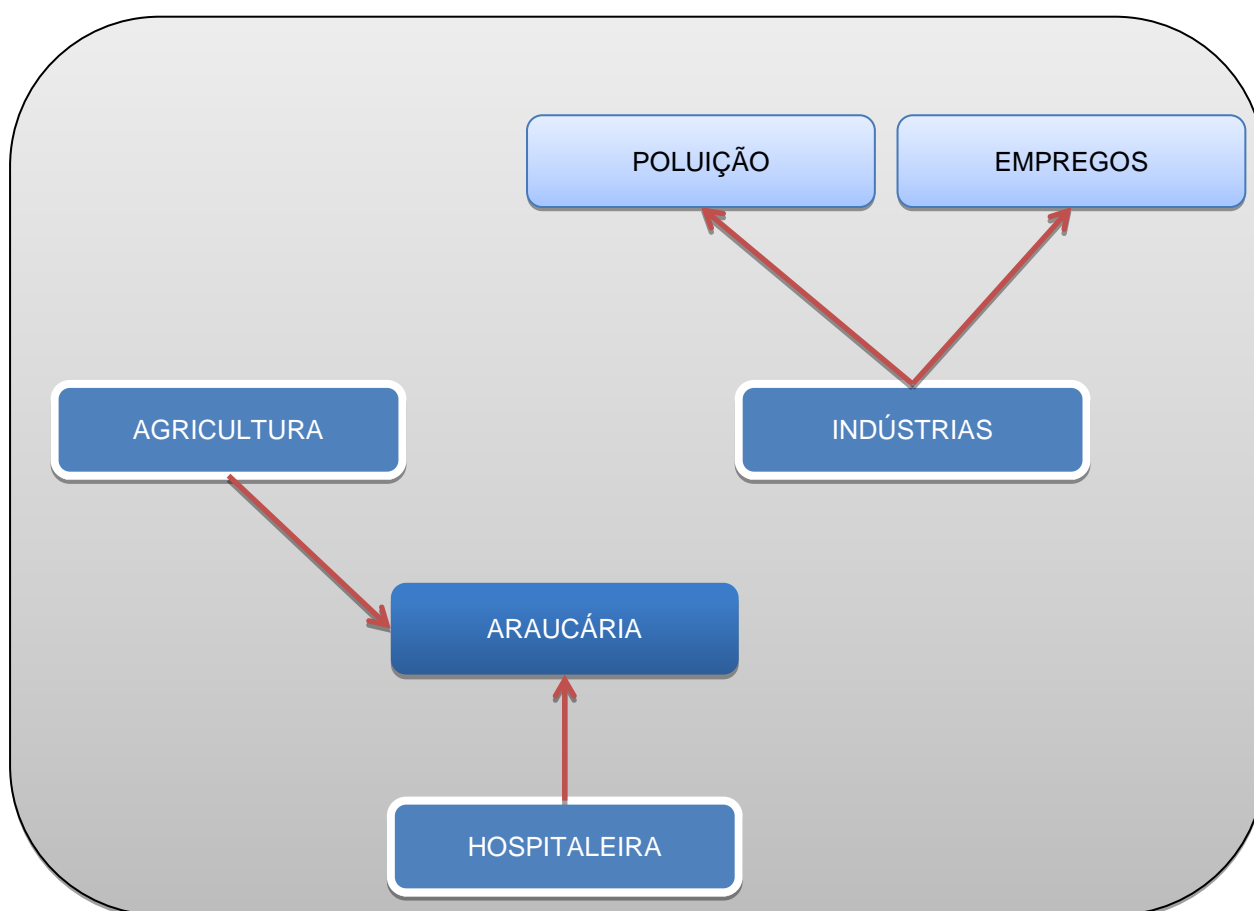 POLUIÇÃO
EMPREGOS
AGRICULTURA
INDÚSTRIAS
ARAUCÁRIA
HOSPITALEIRA